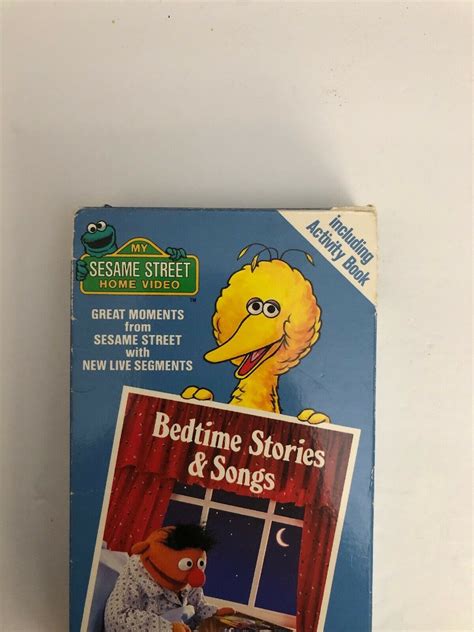 MY
SESAME STREET
HOME VIDEO
™
GREAT MOMENTS
from
SESAME STREET
with
NEW LIVE SEGMENTS
including
Activity Book
Bedtime Stories
& Songs